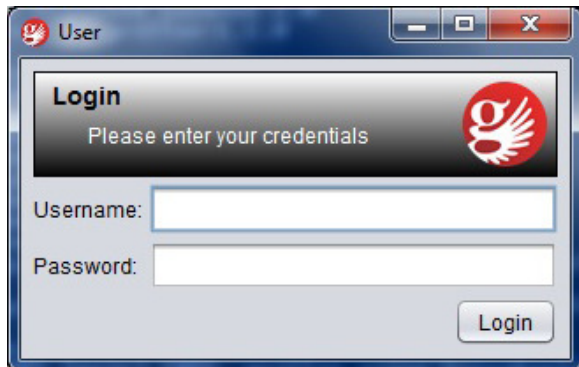 User
Login
Please enter your credentials
Username:
Password:
Login